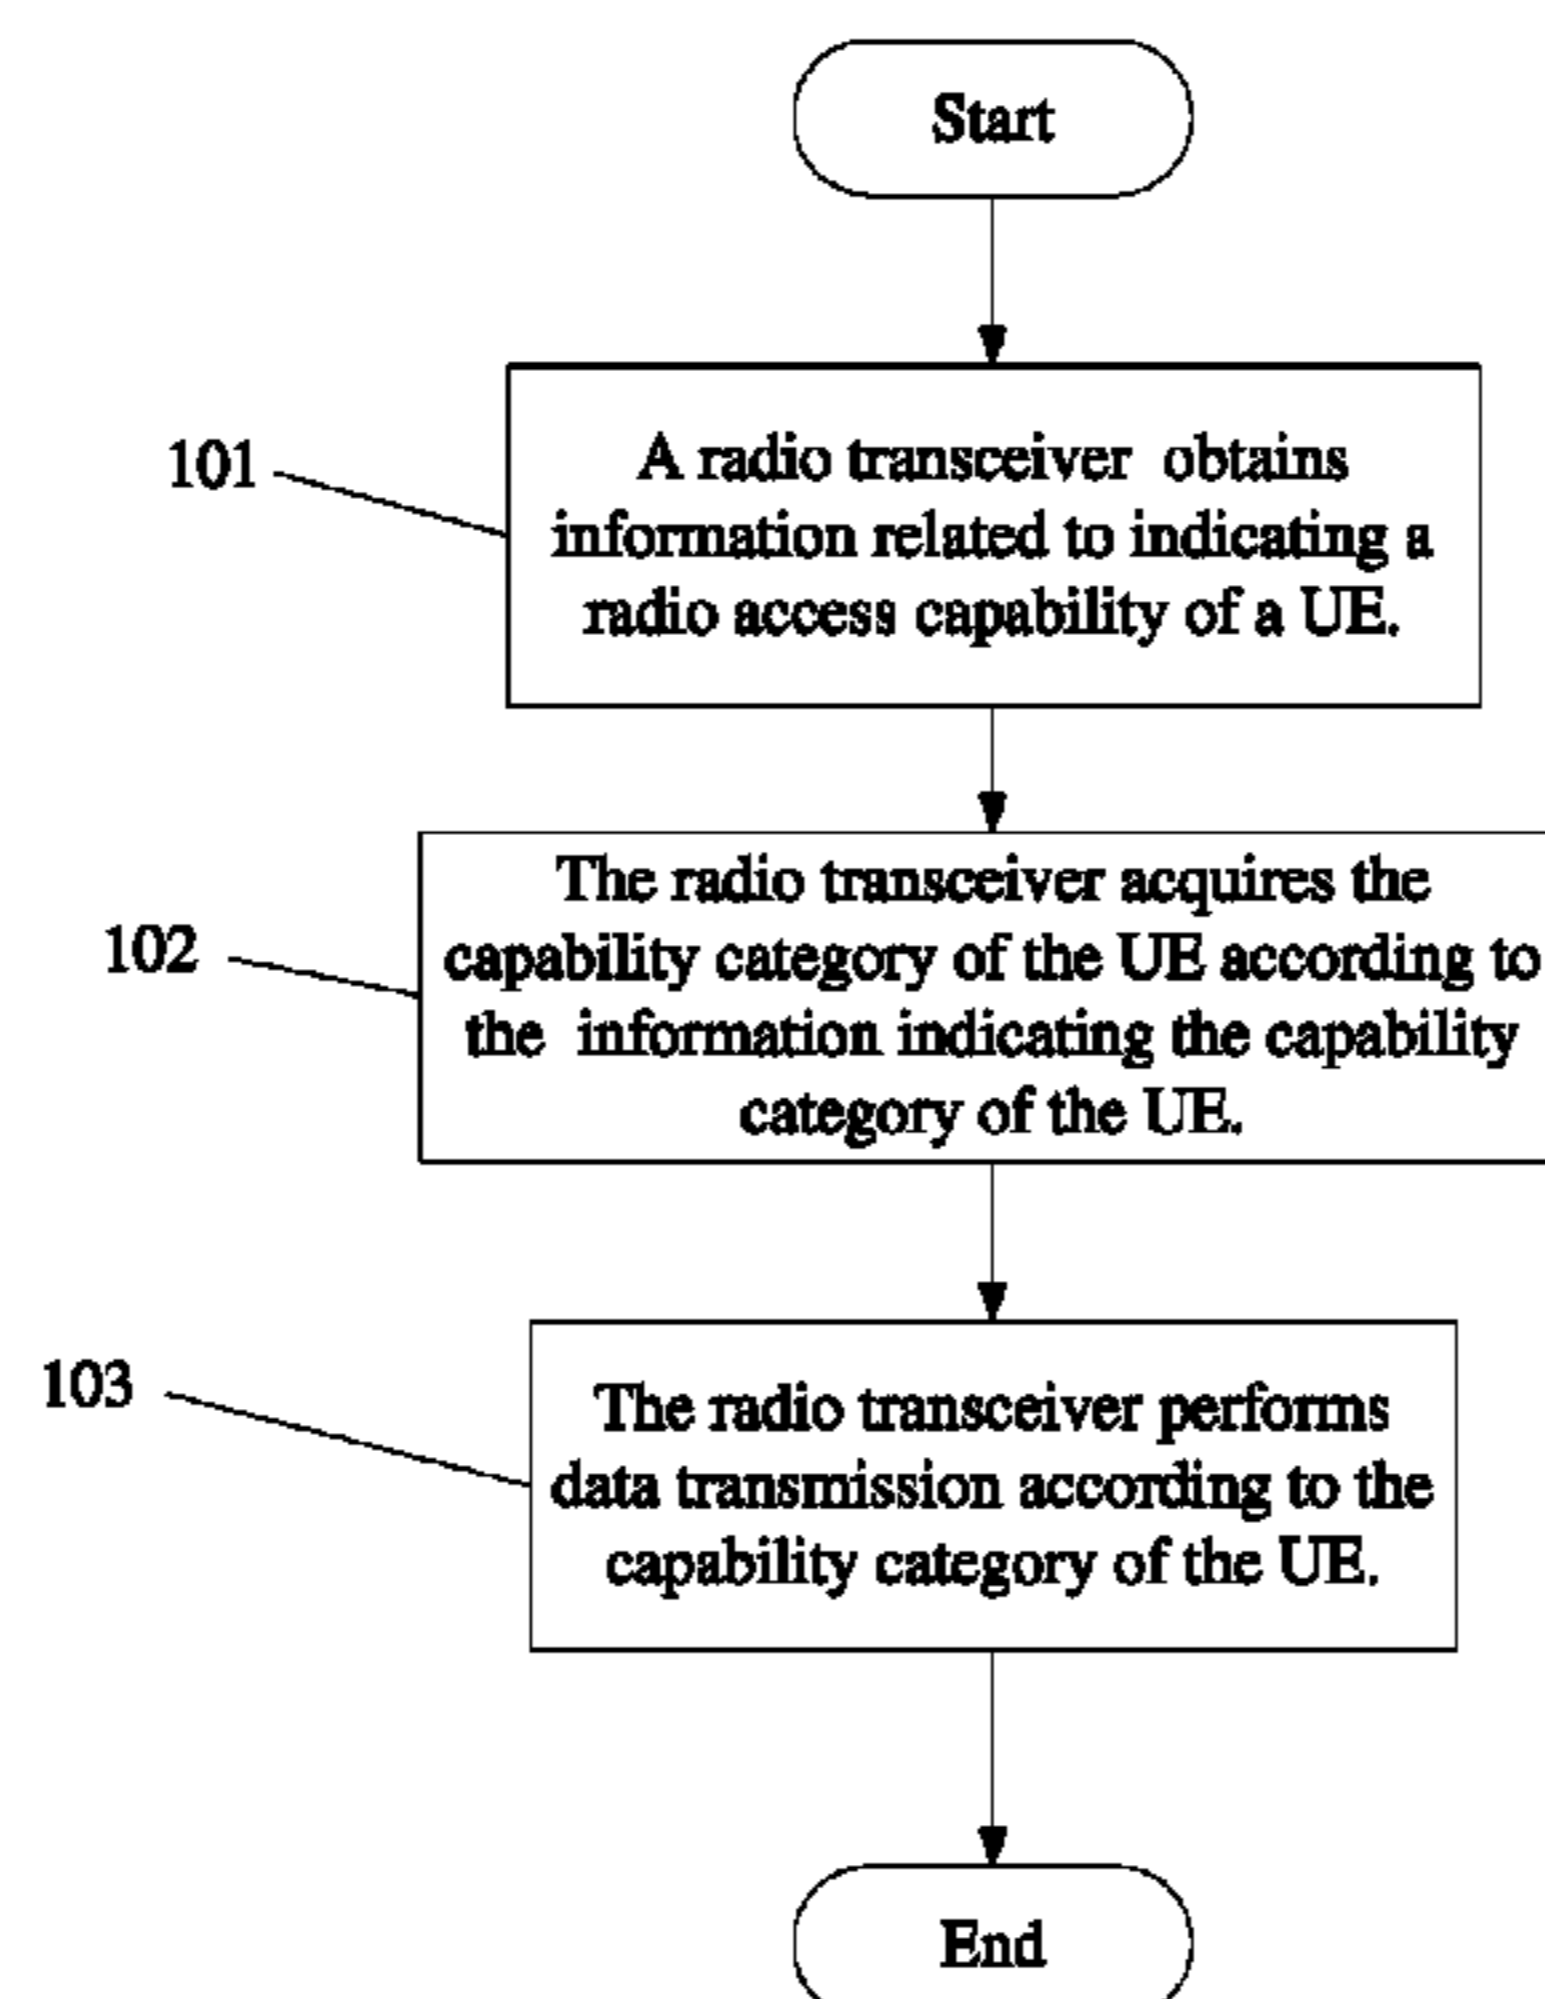 Start
101
A radio transceiver obtains
information related to indicating a
radio access capability of a UE.
102
The radio transceiver acquires the
capability category of the UE according to
the information indicating the capability
category of the UE.
103
The radio transceiver performs
data transmission according to the
capability category of the UE.
End